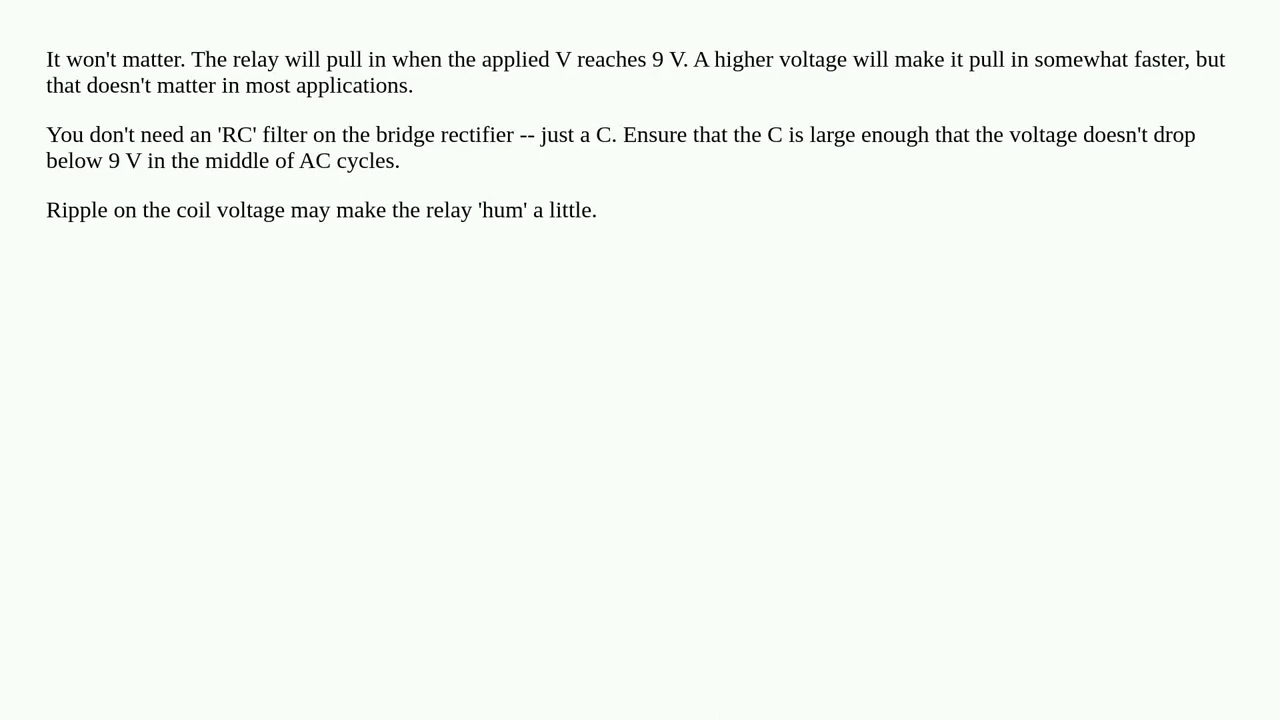 It won't matter. The relay will pull in when the applied V reaches 9 V. A higher voltage will make it pull in somewhat faster, but
that doesn't matter in most applications.
You don't need an 'RC' filter on the bridge rectifier -- just a C. Ensure that the C is large enough that the voltage doesn't drop
below 9 V in the middle of AC cycles.
Ripple on the coil voltage may make the relay 'hum' a little.